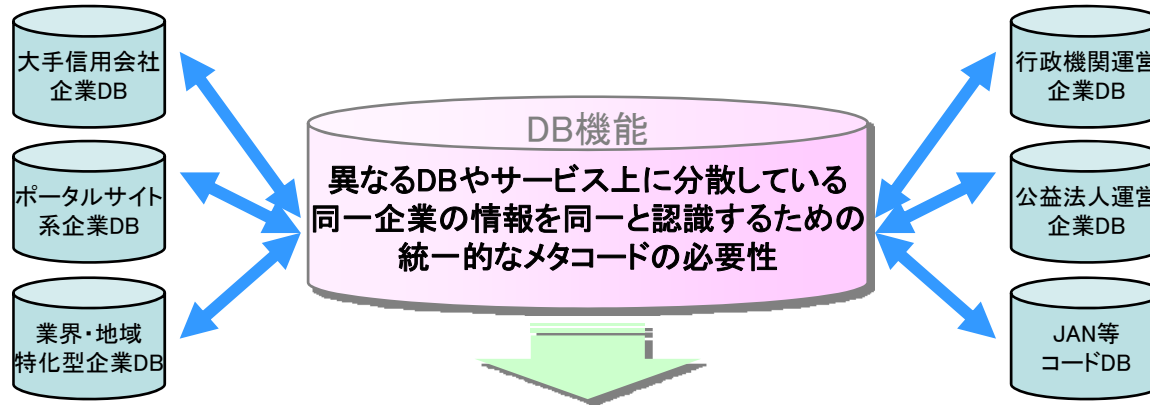 大手信用会社
企業DB
ポータルサイト
系企業DB
業界・地域
特化型企業DB
DB機能
異なるDBやサービス上に分散している
同一企業の情報を同一と認識するための
統一的なメタコードの必要性
行政機関運営
企業DB
公益法人運営
企業DB
JAN等
コードDB